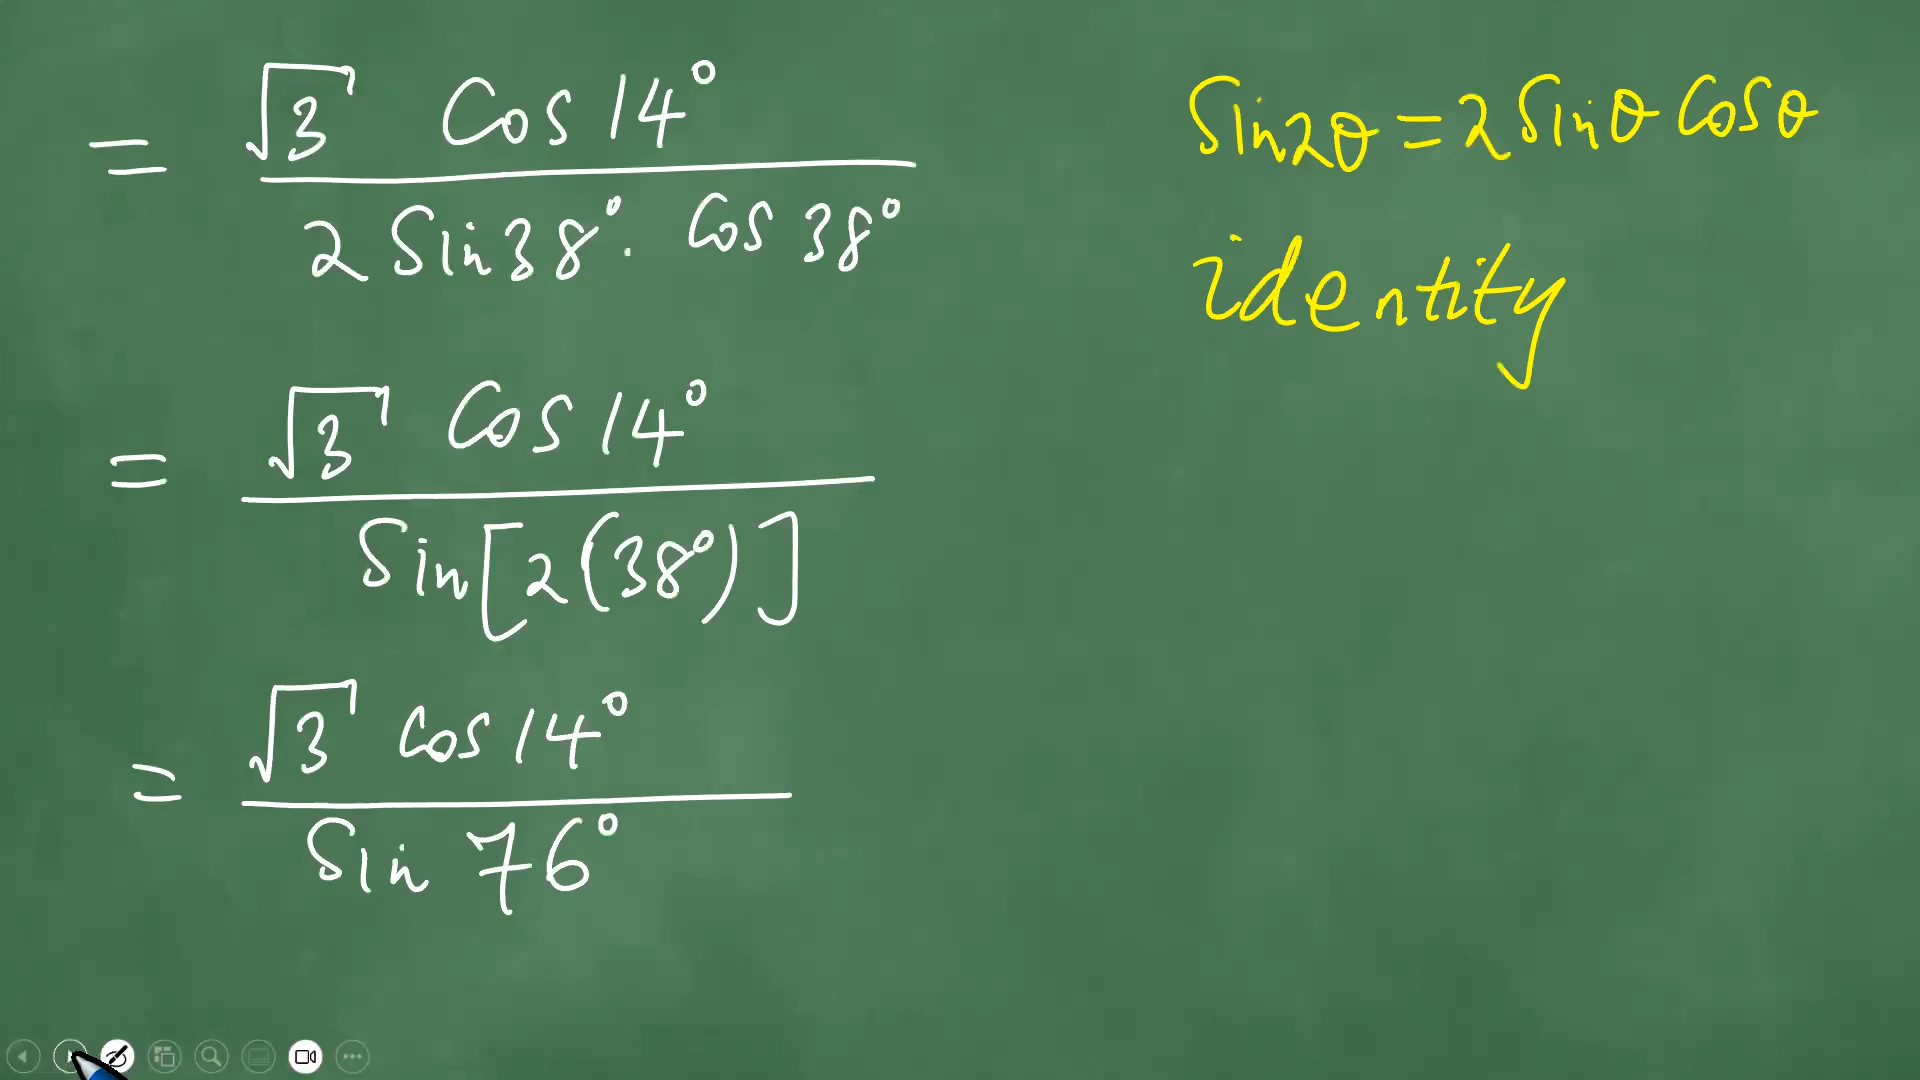 = √3 Cos 14°
2 Sin 38° · Cos 38°
= √3 Cos 14°
Sin[2(38°)]
= √3 Cos 14°
Sin 76°
Sin2θ = 2 Sinθ Cosθ
identity